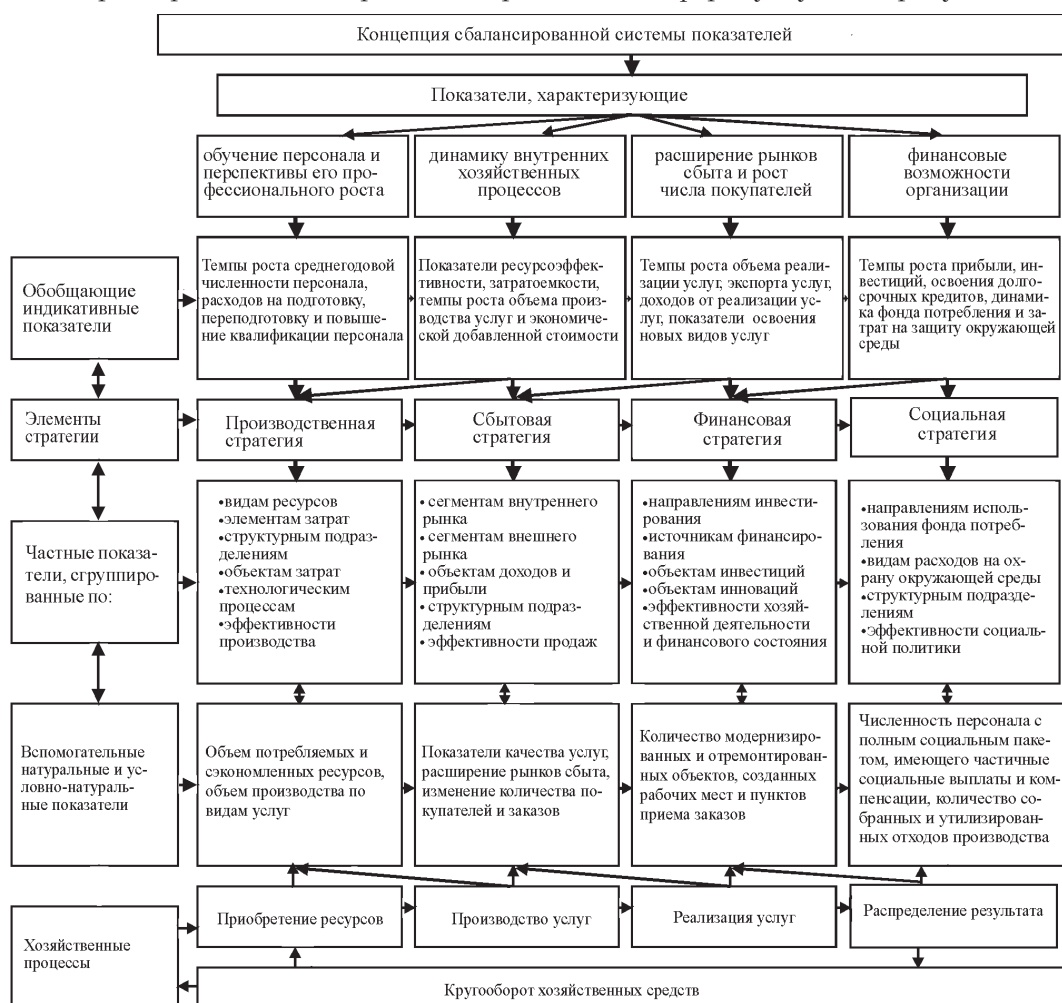 Концепция сбалансированной системы показателей
Показатели, характеризующие
обучение персонала и
перспективы его про-
фессионального роста
динамику внутренних
хозяйственных
процессов
расширение рынков
сбыта и рост
числа покупателей
финансовые
возможности
организации
Обобщающие
индикативные
показатели
Темпы роста среднегодовой
численности персонала,
расходов на подготовку,
переподготовку и повыше-
ние квалификации персонала
Показатели ресурсоэффек-
тивности, затратоемкости,
темпы роста объема произ-
водства услуг и экономиче-
ской добавленной стоимости
Темпы роста объема реали-
зации услуг, экспорта услуг,
доходов от реализации ус-
луг, показатели освоения
новых видов услуг
Темпы роста прибыли, ин-
вестиций, освоения долго-
срочных кредитов, динами-
ка фонда потребления и за-
трат на защиту окружающей
среды
Элементы
стратегии
Производственная
стратегия
Сбытовая
стратегия
Финансовая
стратегия
Социальная
стратегия
Частные показа-
тели, сгруппиро-
ванные по:
•видам ресурсов
•элементам затрат
•структурным подраз-
делениям
•объектам затрат
•технологическим
процессам
•эффективности
производства
•сегментам внутреннего
рынка
•сегментам внешнего
рынка
•объектам доходов и
прибыли
•структурным подраз-
делениям
•эффективности продаж
•направлениям инвести-
рования
•источникам финансиро-
вания
•объектам инвестиций
•объектам инноваций
•эффективности хозяй-
ственной деятельности
и финансового состояния
•направлениям исполь-
зования фонда потреб-
ления
•видам расходов на ох-
рану окружающей среды
•структурным подразде-
лениям
•эффективности социаль-
ной политики
Вспомогательные
натуральные и ус-
ловно-натураль-
ные показатели
Объем потребляемых и
сэкономленных ресурсов,
объем производства по
видам услуг
Показатели качества услуг,
расширение рынков сбыта,
изменение количества по-
купателей и заказов
Количество модернизиро-
ванных и отремонтирован-
ных объектов, созданных
рабочих мест и пунктов
приема заказов
Численность персонала с
полным социальным паке-
том, имеющего частичные
социальные выплаты и ком-
пенсации, количество соб-
ранных и утилизирован-
ных отходов производства
Хозяйственные
процессы
Приобретение ресурсов
Производство услуг
Реализация услуг
Распределение результата
Кругооборот хозяйственных средств